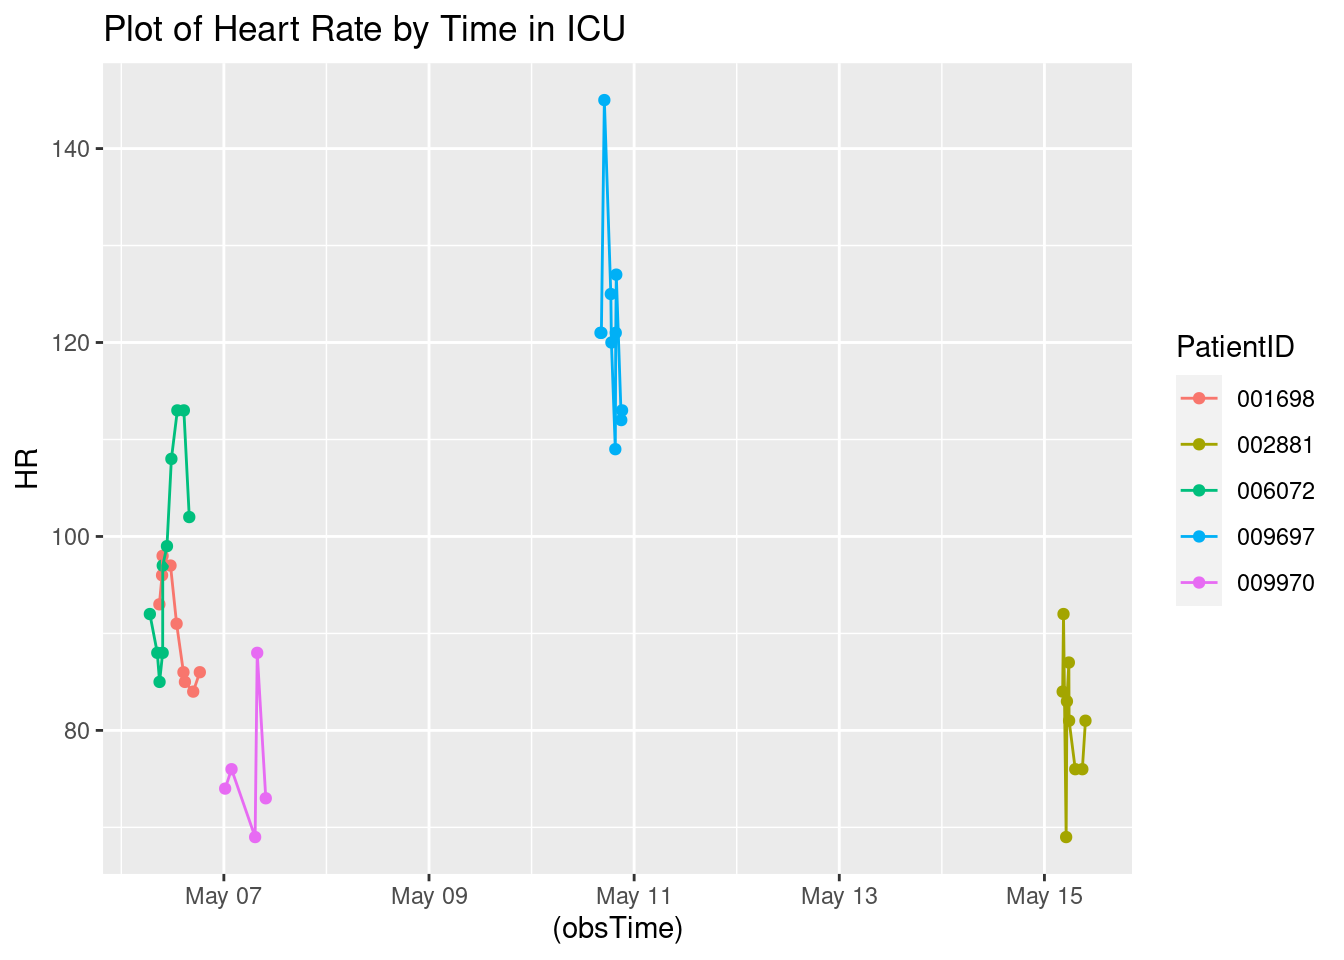 Plot of Heart Rate by Time in ICU
HR
140
120
100
80
May 07
May 09
May 11
May 13
May 15
(obsTime)
PatientID
001698
002881
006072
009697
009970